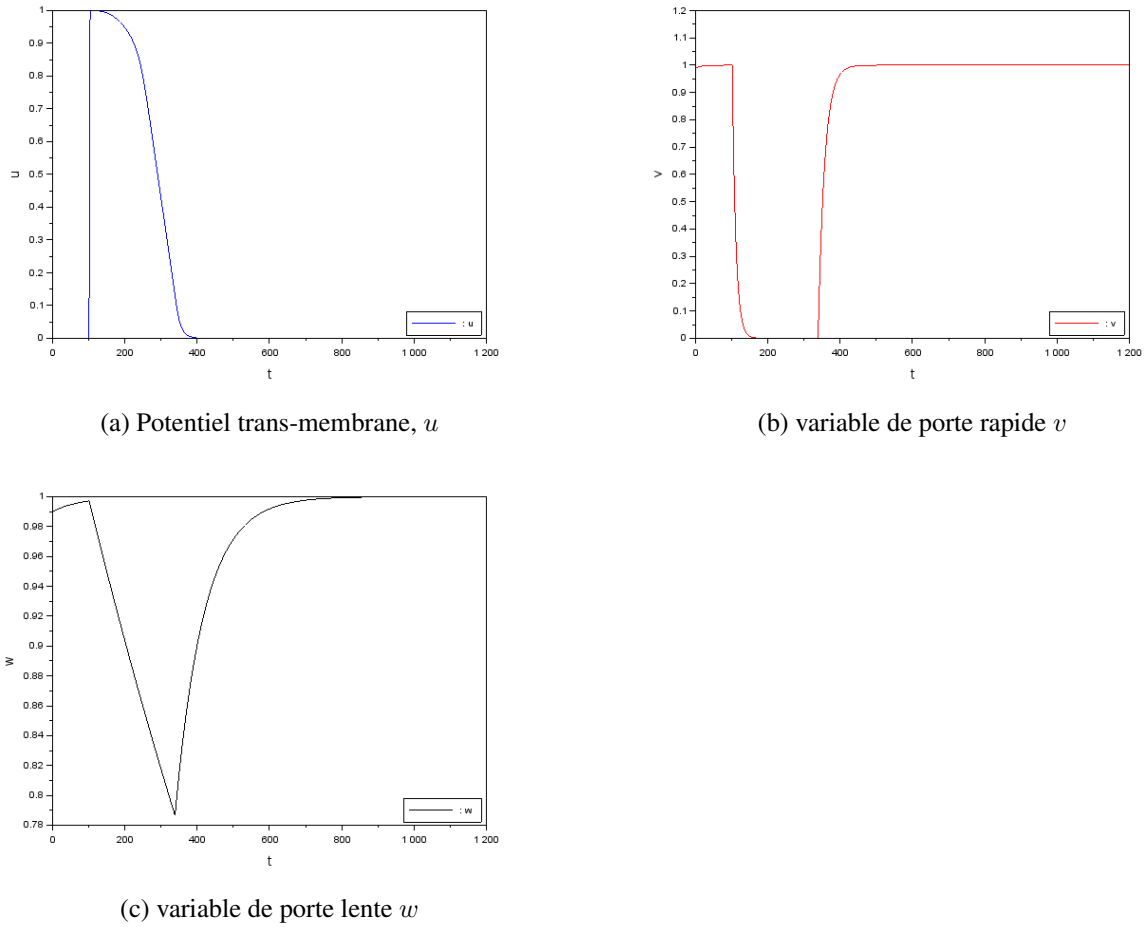 1
0.9
0.8
0.7
0.6
0.5
0.4
0.3
0.2
0.1
0
u
0 200 400 600 800 1 000 1 200
t
: u
(a) Potentiel trans-membrane, u
1.2
1.1
1
0.9
0.8
0.7
0.6
0.5
0.4
0.3
0.2
0.1
0
v
0 200 400 600 800 1 000 1 200
t
: v
(b) variable de porte rapide v
1
0.98
0.96
0.94
0.92
0.9
0.88
0.86
0.84
0.82
0.8
0.78
w
0 200 400 600 800 1 000 1 200
t
: w
(c) variable de porte lente w